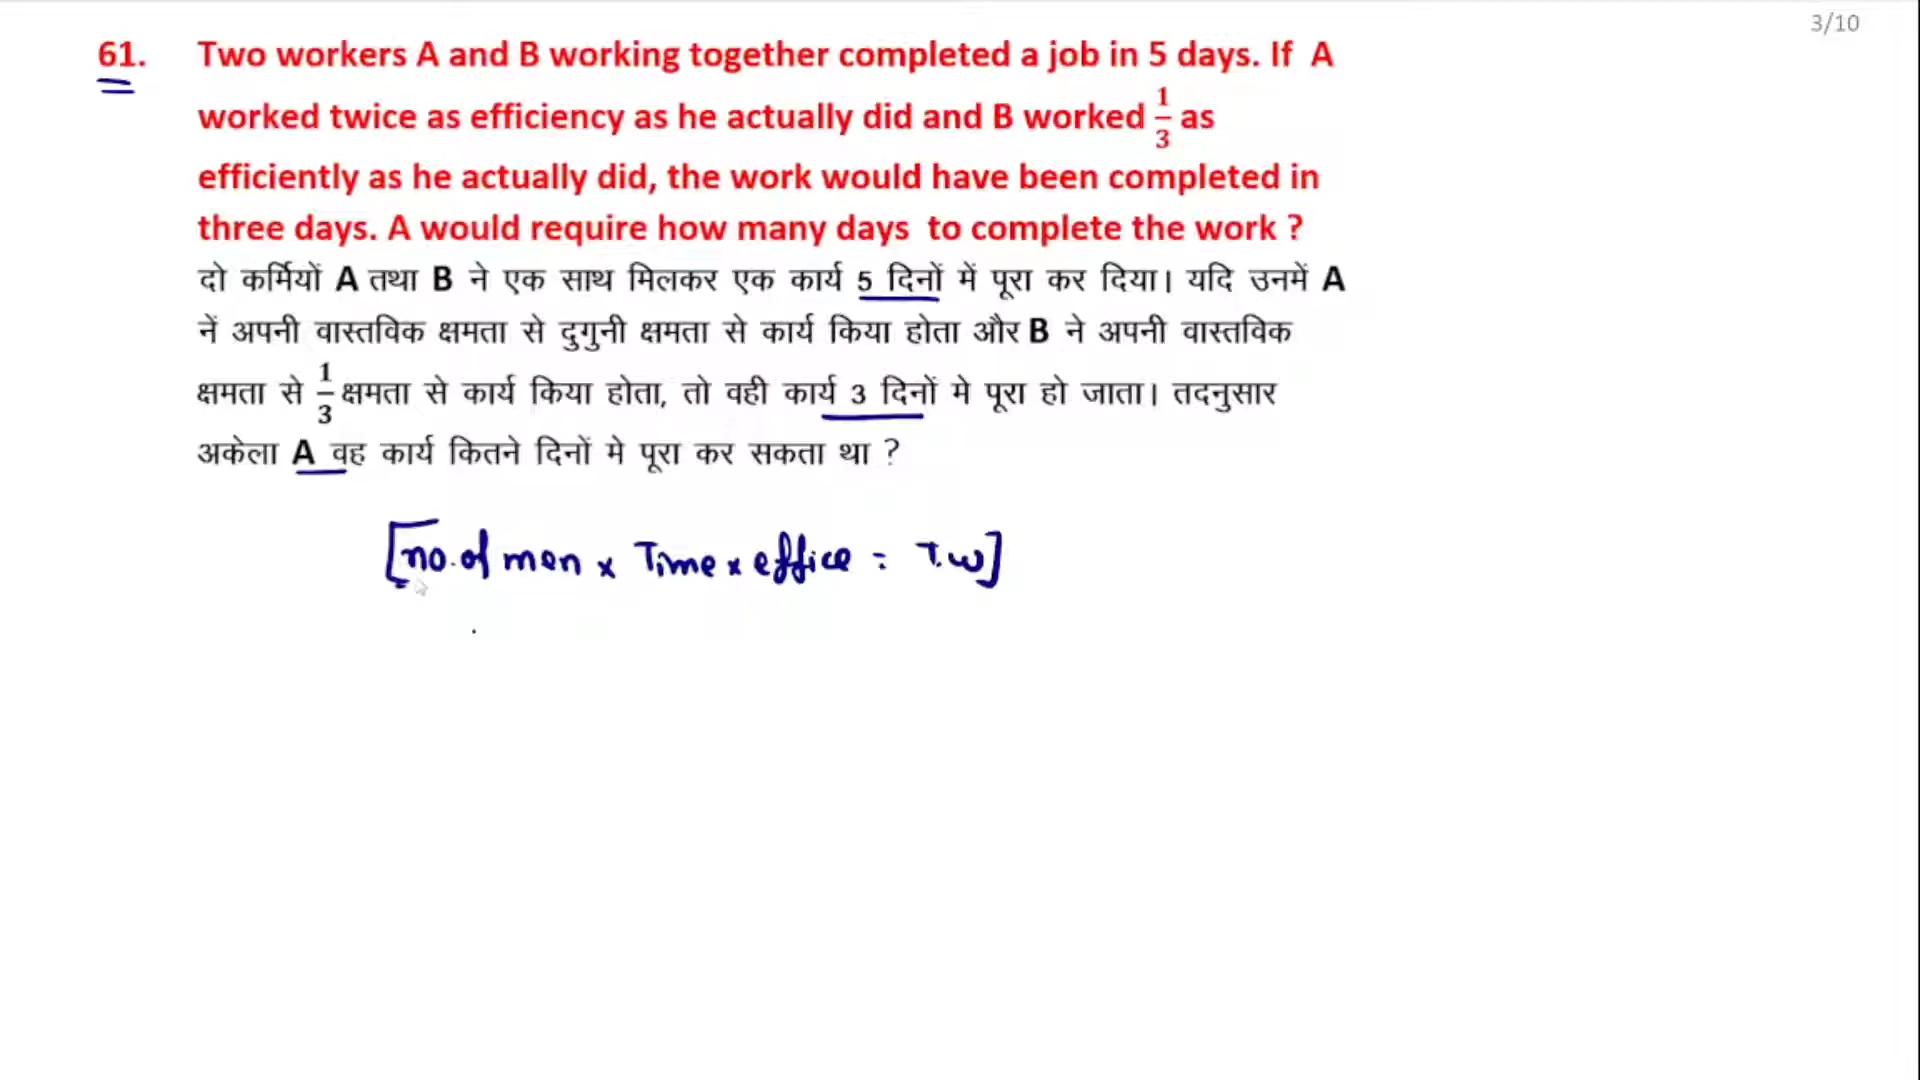 3/10
61. Two workers A and B working together completed a job in 5 days. If A
worked twice as efficiency as he actually did and B worked 1/3 as
efficiently as he actually did, the work would have been completed in
three days. A would require how many days to complete the work ?
दो कर्मियों A तथा B ने एक साथ मिलकर एक कार्य 5 दिनों में पूरा कर दिया। यदि उनमें A
नें अपनी वास्तविक क्षमता से दुगुनी क्षमता से कार्य किया होता और B ने अपनी वास्तविक
क्षमता से 1/3 क्षमता से कार्य किया होता, तो वही कार्य 3 दिनों मे पूरा हो जाता। तदनुसार
अकेला A वह कार्य कितने दिनों मे पूरा कर सकता था ?
[no. of men × Time × effice = T.W]